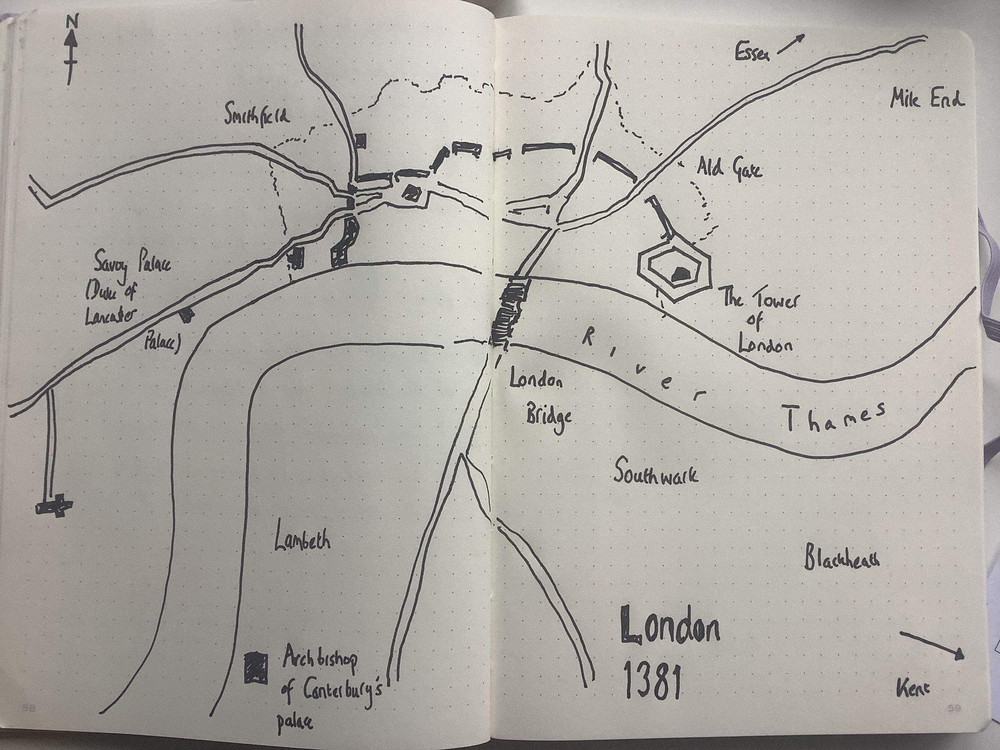 N
Essex
Mile End
Smithfield
Ald Gate
Savoy Palace
(Duke of
Lancaster
Palace)
The Tower
of
London
River
Thames
London
Bridge
Southwark
Lambeth
Blackheath
London
1381
Archbishop
of Canterbury's
palace
Kent
58
59